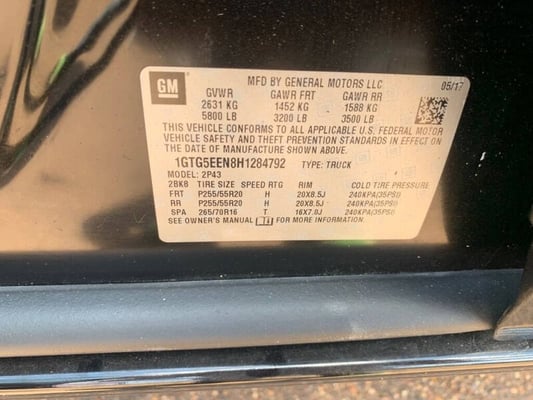 GM
MFD BY GENERAL MOTORS LLC 05/17
GVWR GAWR FRT GAWR RR
2631 KG 1452 KG 1588 KG
5800 LB 3200 LB 3500 LB
THIS VEHICLE CONFORMS TO ALL APPLICABLE U.S. FEDERAL MOTOR
VEHICLE SAFETY AND THEFT PREVENTION STANDARDS IN EFFECT ON
THE DATE OF MANUFACTURE SHOWN ABOVE.
1GTG5EEN8H1284792 TYPE: TRUCK
MODEL: 2P43
2BK8 TIRE SIZE SPEED RTG RIM COLD TIRE PRESSURE
FRT P255/55R20 H 20X8.5J 240KPA(35PSI)
RR P255/55R20 H 20X8.5J 240KPA(35PSI)
SPA 265/70R16 T 16X7.0J 240KPA(35PSI)
SEE OWNER'S MANUAL FOR MORE INFORMATION.